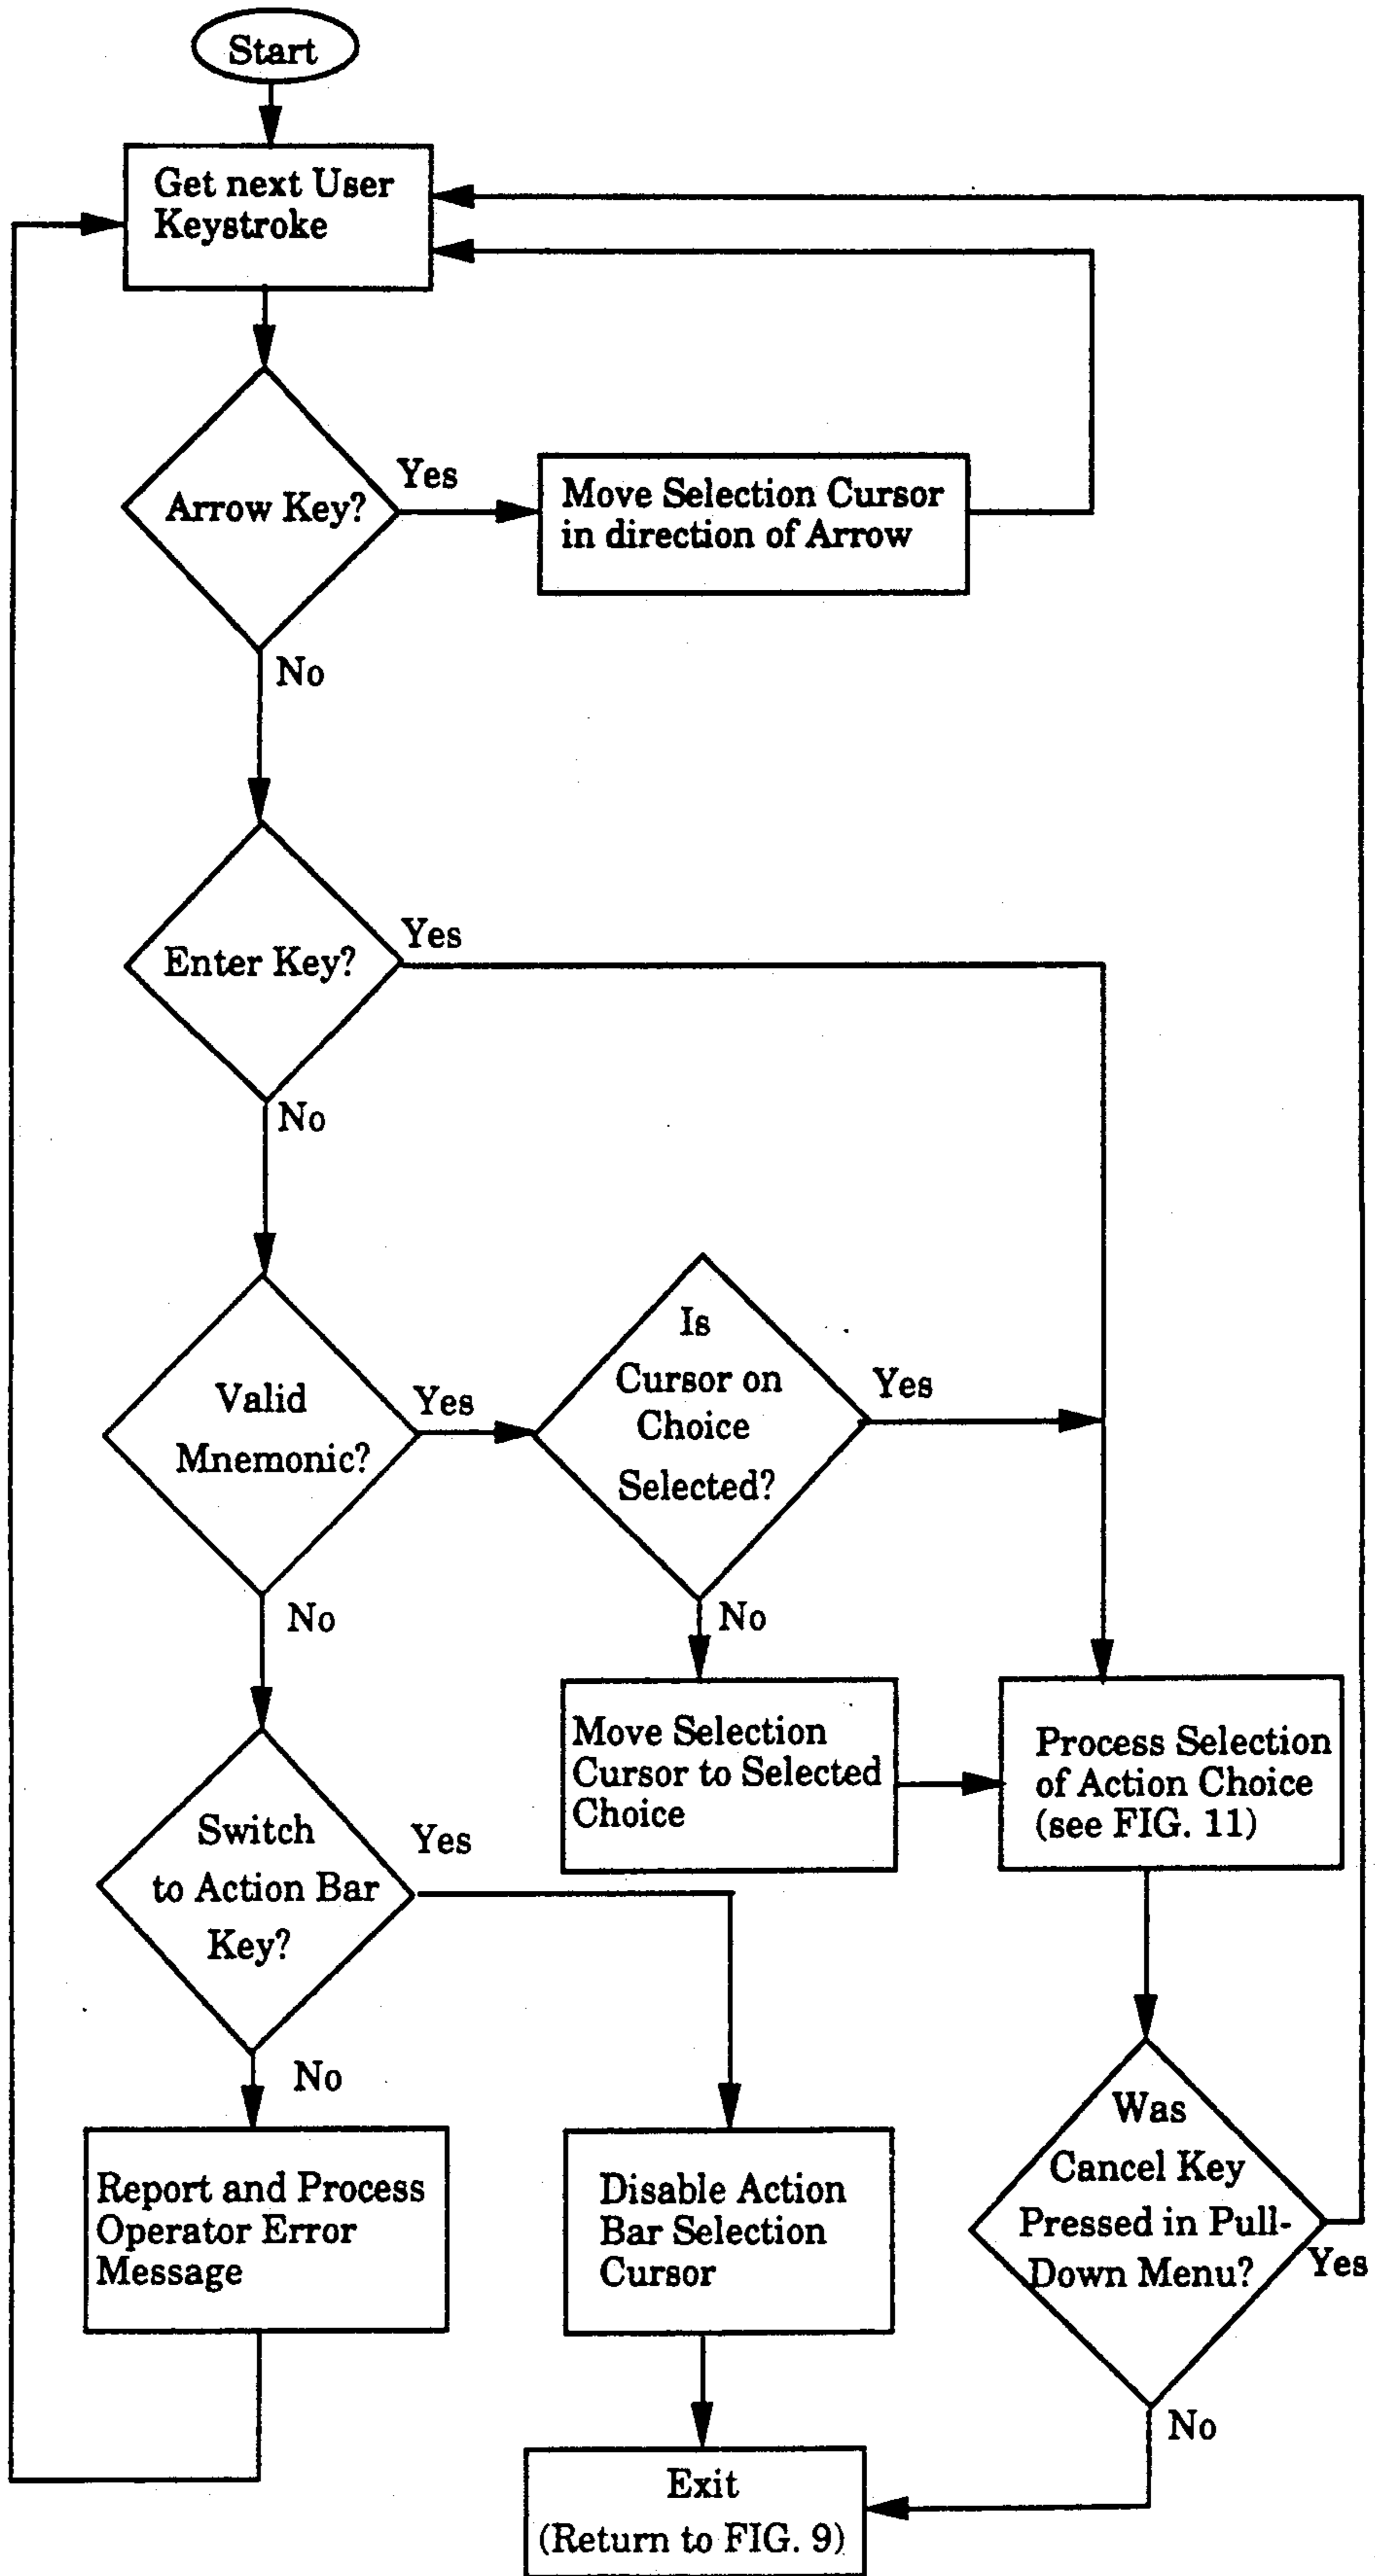 Start
Get next User
Keystroke
Arrow Key?
Yes
Move Selection Cursor
in direction of Arrow
No
Enter Key?
Yes
No
Valid
Mnemonic?
Yes
Is
Cursor on
Choice
Selected?
Yes
No
No
Move Selection
Cursor to Selected
Choice
Process Selection
of Action Choice
(see FIG. 11)
Switch
to Action Bar
Key?
Yes
No
Report and Process
Operator Error
Message
Disable Action
Bar Selection
Cursor
Was
Cancel Key
Pressed in Pull-
Down Menu?
Yes
No
Exit
(Return to FIG. 9)